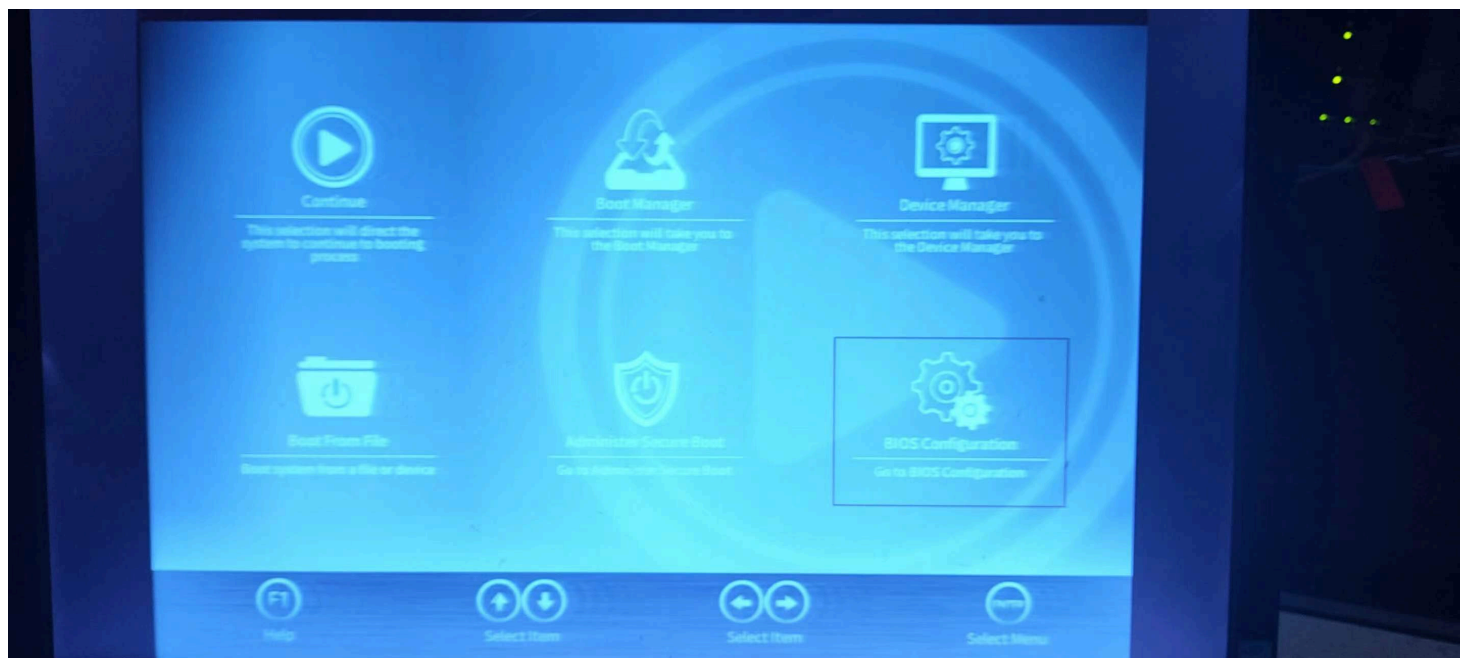 Continue
This selection will direct the
system to continue to booting
process
Boot Manager
This selection will take you to
the Boot Manager
Device Manager
This selection will take you to
the Device Manager
Boot From File
Boot system from a file or device
Administer Secure Boot
Go to Administer Secure Boot
BIOS Configuration
Go to BIOS Configuration
F1
Help
Select Item
Select Item
ENTER
Select Menu